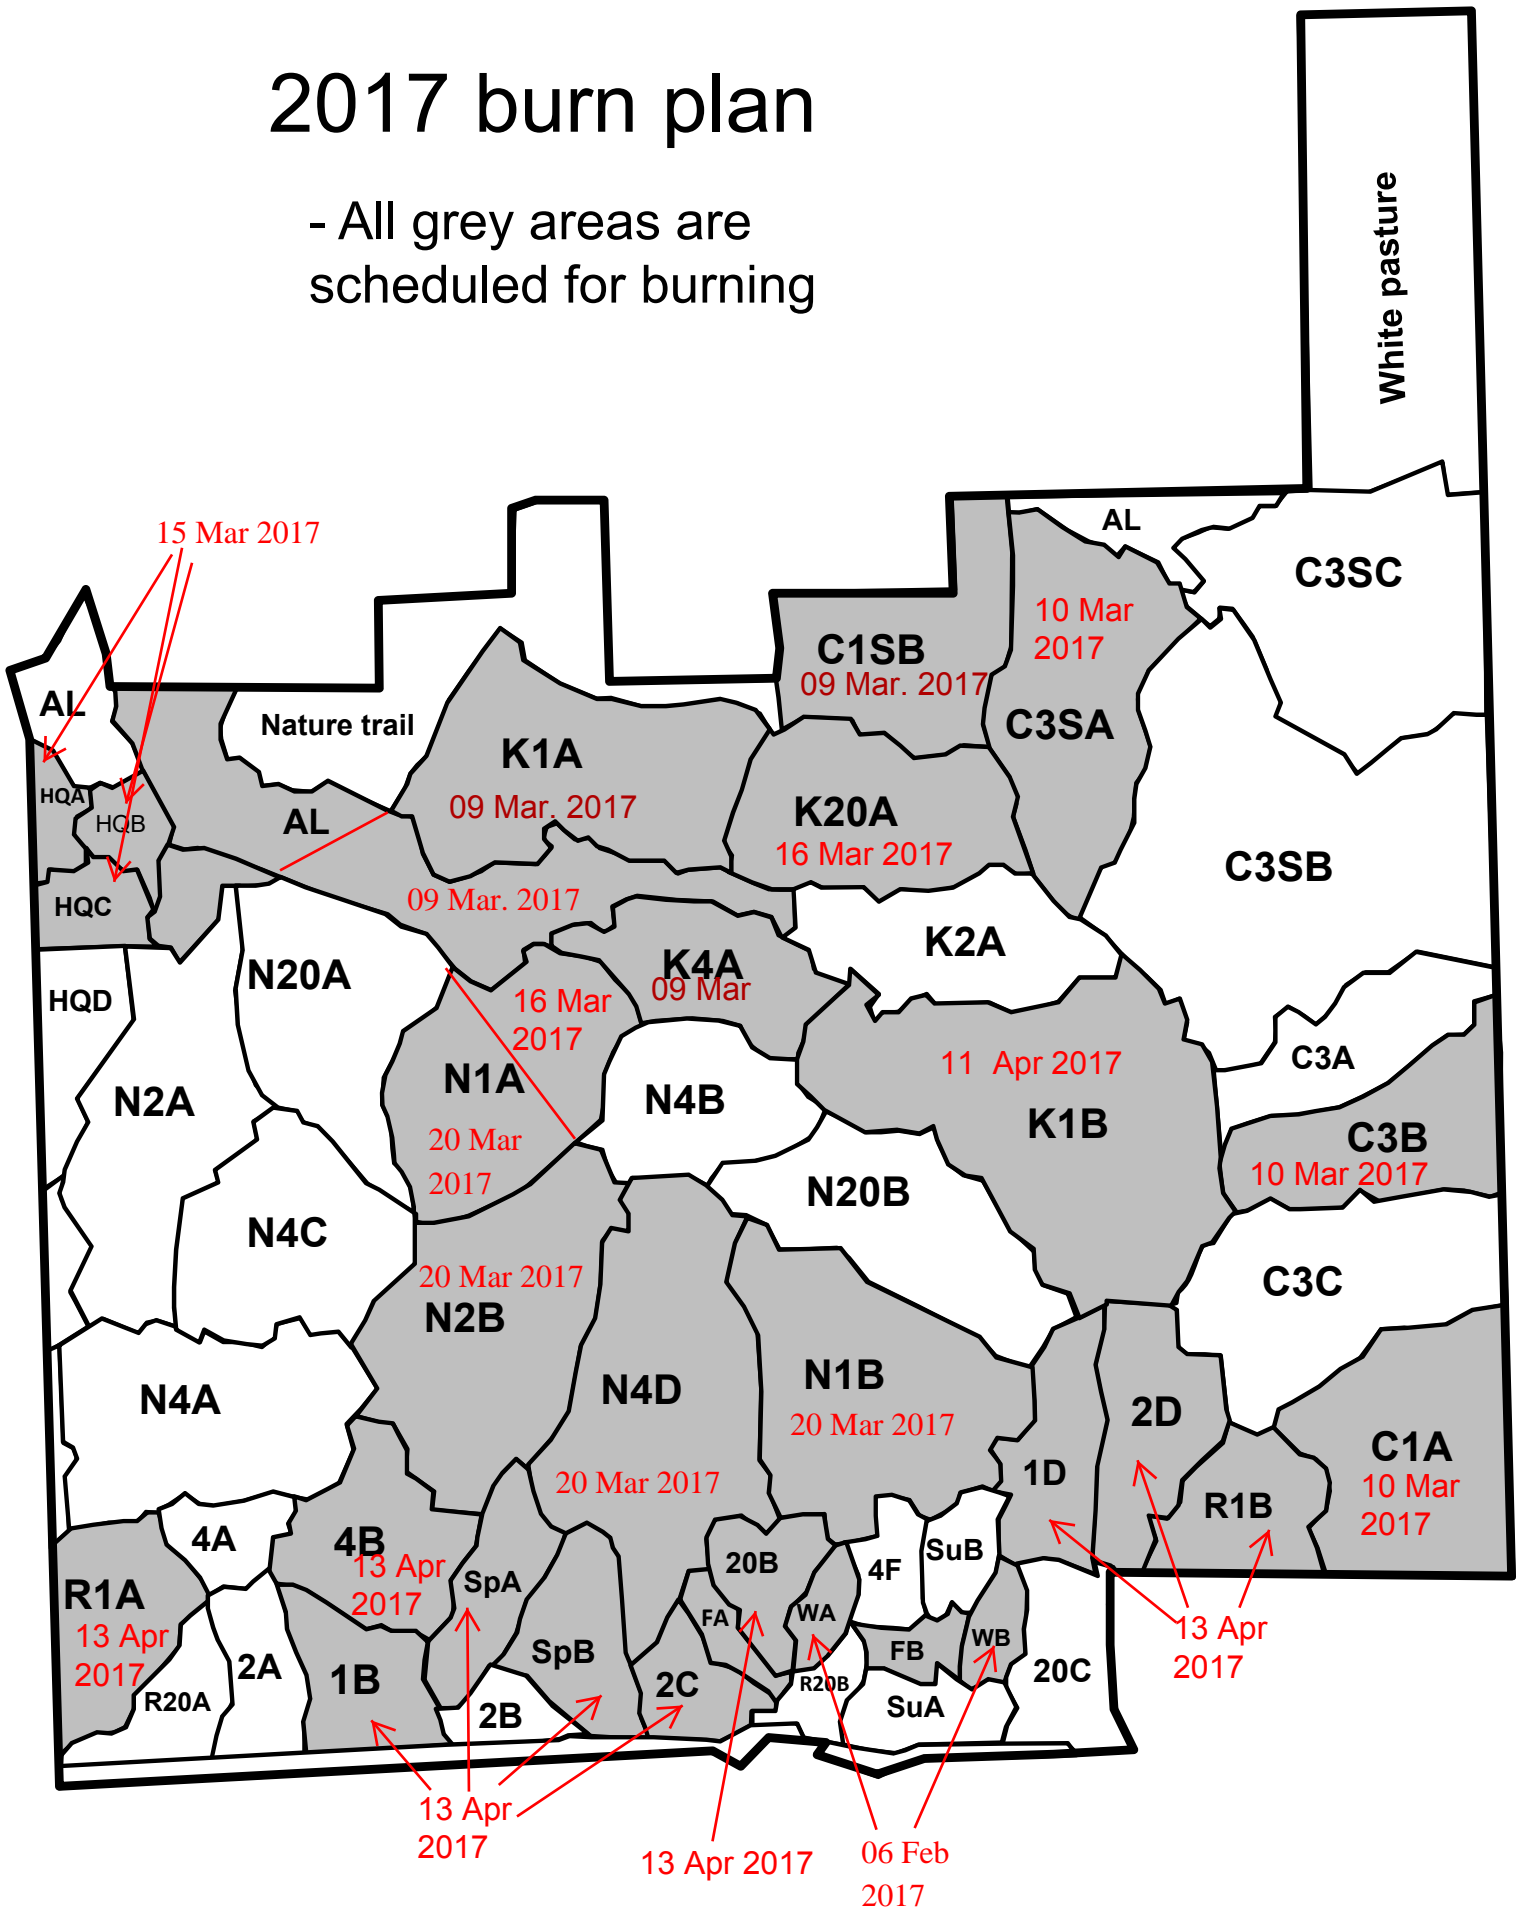 2017 burn plan
- All grey areas are
scheduled for burning
White pasture
AL
15 Mar 2017
C3SC
10 Mar
2017
C1SB
09 Mar. 2017
AL
Nature trail
C3SA
K1A
HQA
09 Mar. 2017
K20A
HQB
AL
16 Mar 2017
C3SB
HQC
09 Mar. 2017
K2A
K4A
09 Mar
N20A
HQD
16 Mar
2017
C3A
11 Apr 2017
N1A
N2A
N4B
K1B
C3B
20 Mar
2017
10 Mar 2017
N20B
N4C
20 Mar 2017
C3C
N2B
N4A
N4D
N1B
20 Mar 2017
2D
C1A
10 Mar
2017
1D
20 Mar 2017
R1B
4A
4B
13 Apr
2017
SuB
20B
4F
SpA
R1A
13 Apr
2017
FA
WA
WB
13 Apr
2017
FB
SpB
2A
1B
2C
R20B
20C
R20A
2B
SuA
13 Apr
2017
13 Apr 2017
06 Feb
2017